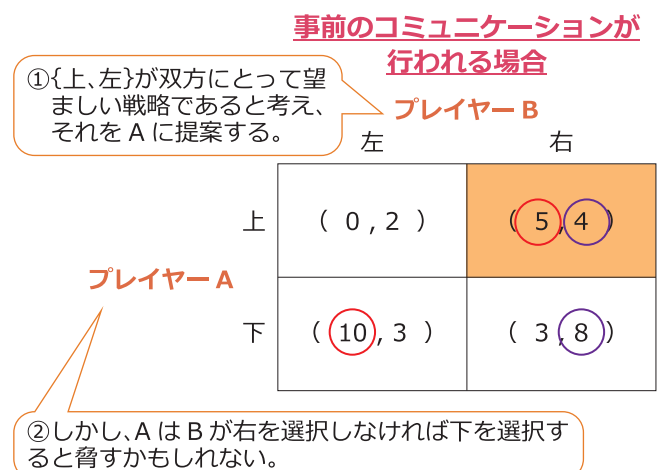 事前のコミュニケーションが
行われる場合
①{上、左}が双方にとって望
ましい戦略であると考え、
それを A に提案する。
プレイヤー B
左 右
上 ( 0 , 2 ) ( 5 , 4 )
プレイヤー A
下 ( 10 , 3 ) ( 3 , 8 )
②しかし、A は B が右を選択しなければ下を選択す
ると脅すかもしれない。